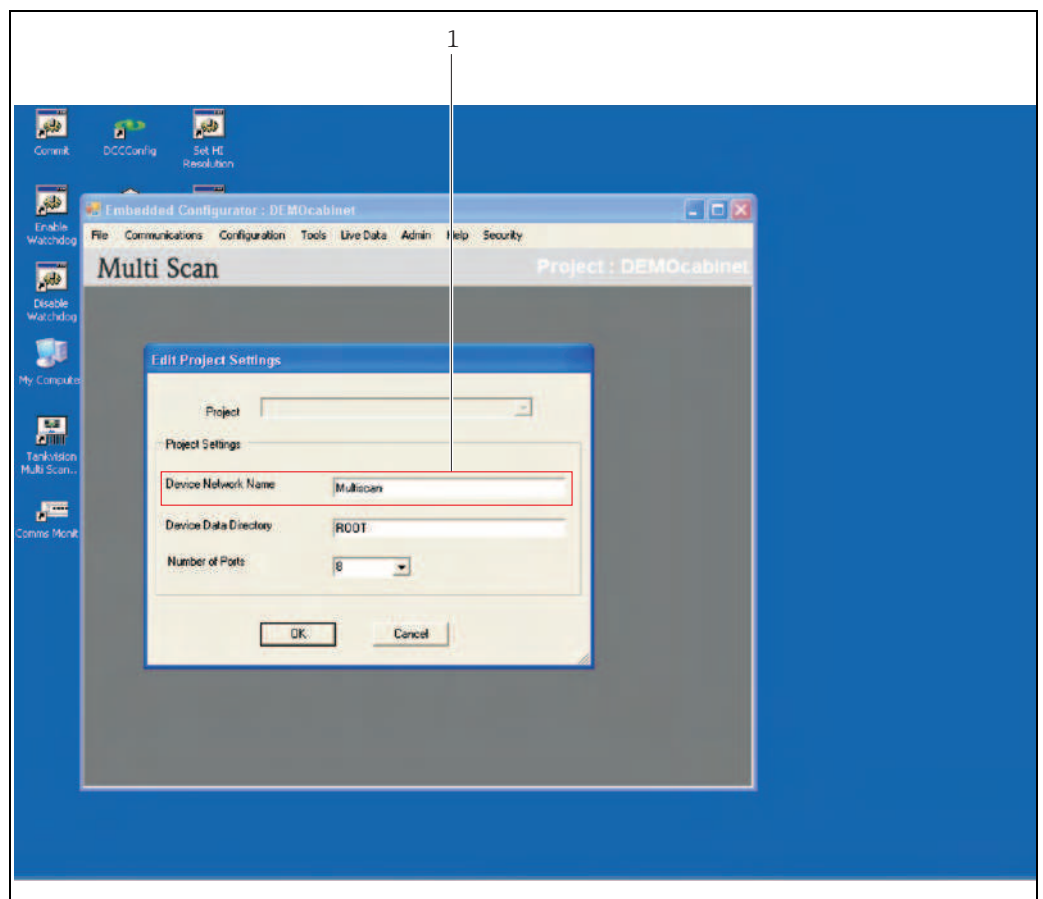 1
Commit
DCCConfig
Set HI
Resolution
Enable
Watchdog
Disable
Watchdog
My Compute
Tankvision
Multi Scan...
Comms Monit
Embedded Configurator : DEMOcabinet
File Communications Configuration Tools Live Data Admin Help Security
Multi Scan
Project : DEMOcabinet
Edit Project Settings
Project
Project Settings
Device Network Name
Multiscan
Device Data Directory
ROOT
Number of Ports
8
OK
Cancel